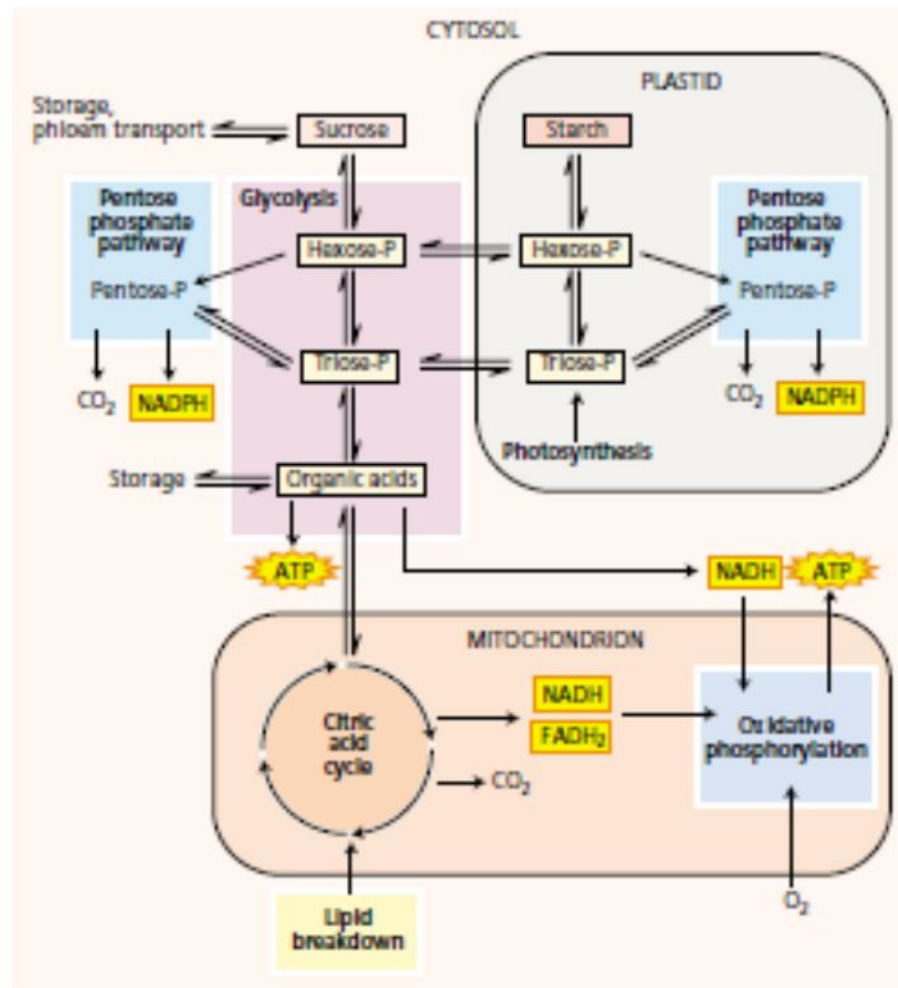 CYTOSOL
PLASTID
Storage,
phloem transport
Sucrose
Starch
Pentose
phosphate
pathway
Glycolysis
Pentose
phosphate
pathway
Hexose-P
Hexose-P
Pentose-P
Pentose-P
Triose-P
Triose-P
CO2
NADPH
CO2
NADPH
Photosynthesis
Storage
Organic acids
ATP
NADH
ATP
MITOCHONDRION
Citric
acid
cycle
NADH
FADH2
Oxidative
phosphorylation
CO2
O2
Lipid
breakdown